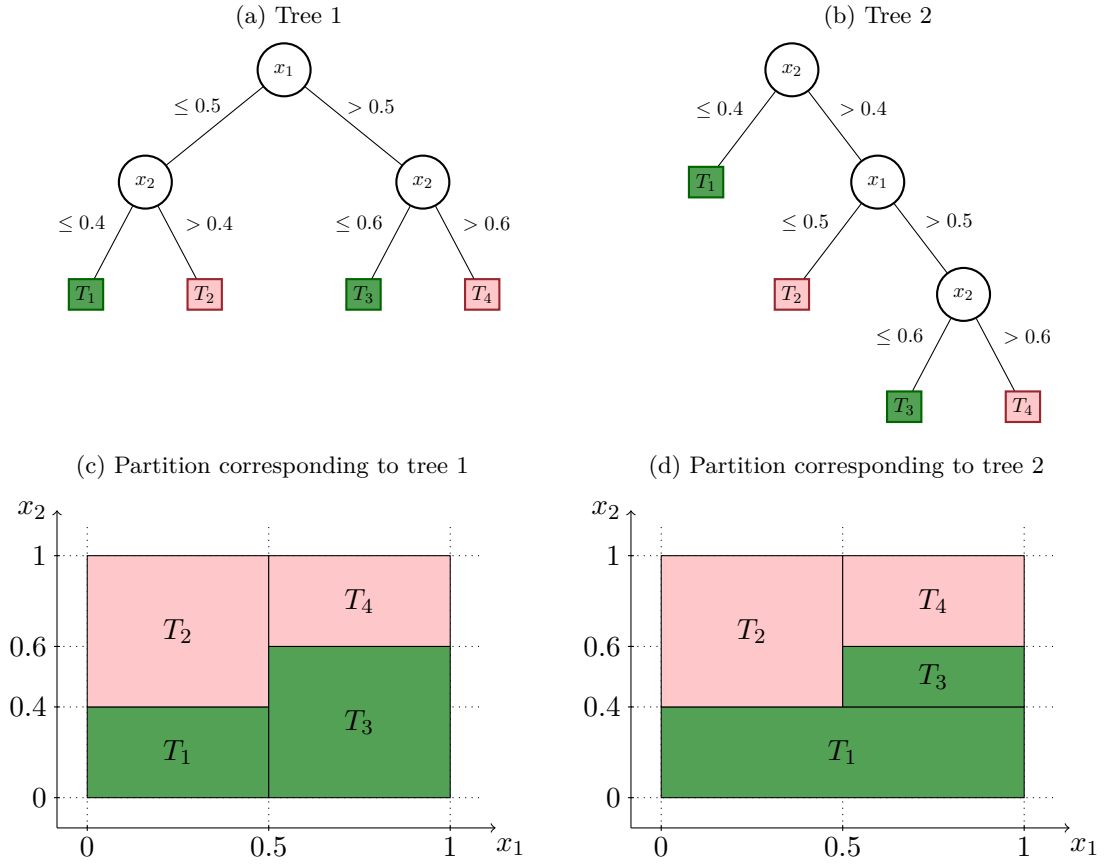 (a) Tree 1
x₁
≤ 0.5
> 0.5
x₂
x₂
≤ 0.4
> 0.4
≤ 0.6
> 0.6
T₁
T₂
T₃
T₄
(b) Tree 2
x₂
≤ 0.4
> 0.4
T₁
x₁
≤ 0.5
> 0.5
T₂
x₂
≤ 0.6
> 0.6
T₃
T₄
(c) Partition corresponding to tree 1
x₂
1
0.6
0.4
0
T₂
T₄
T₃
T₁
0
0.5
1
x₁
(d) Partition corresponding to tree 2
x₂
1
0.6
0.4
0
T₂
T₄
T₃
T₁
0
0.5
1
x₁